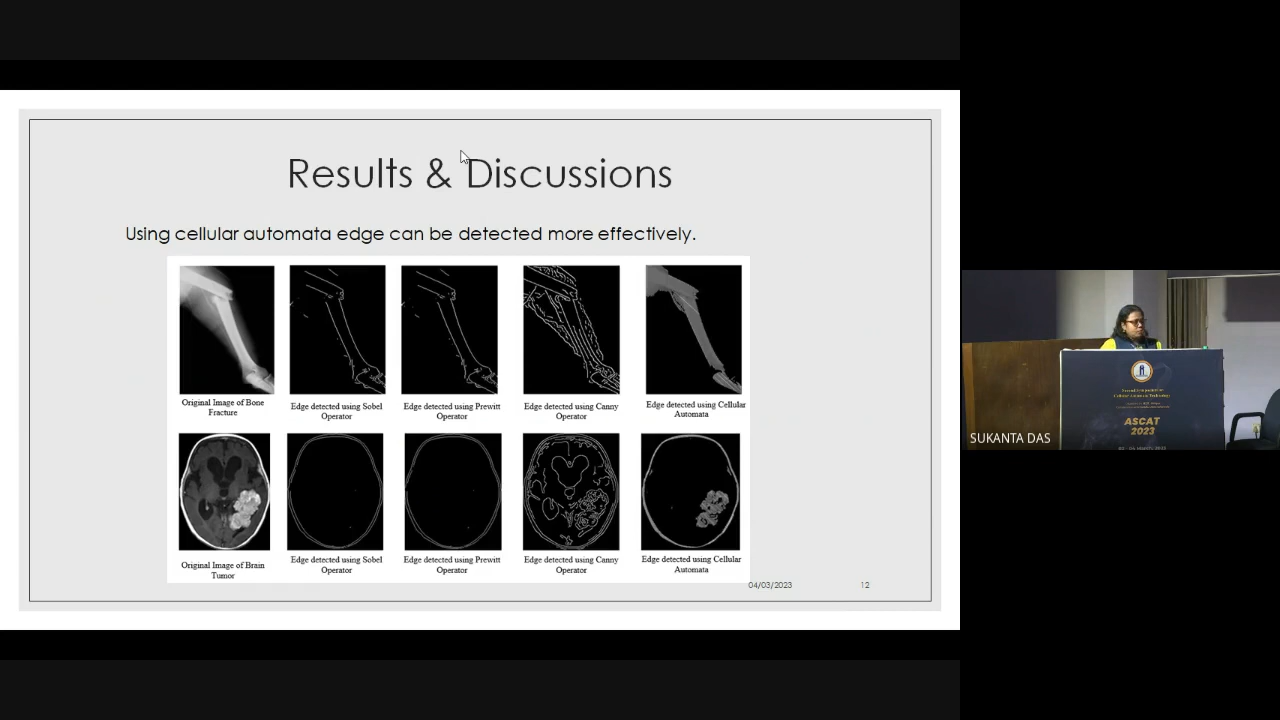 Results & Discussions
Using cellular automata edge can be detected more effectively.
Original Image of Bone
Fracture
Edge detected using Sobel
Operator
Edge detected using Prewitt
Operator
Edge detected using Canny
Operator
Edge detected using Cellular
Automata
Original Image of Brain
Tumor
Edge detected using Sobel
Operator
Edge detected using Prewitt
Operator
Edge detected using Canny
Operator
Edge detected using Cellular
Automata
04/03/2023
12
SUKANTA DAS
ASCAT
2023